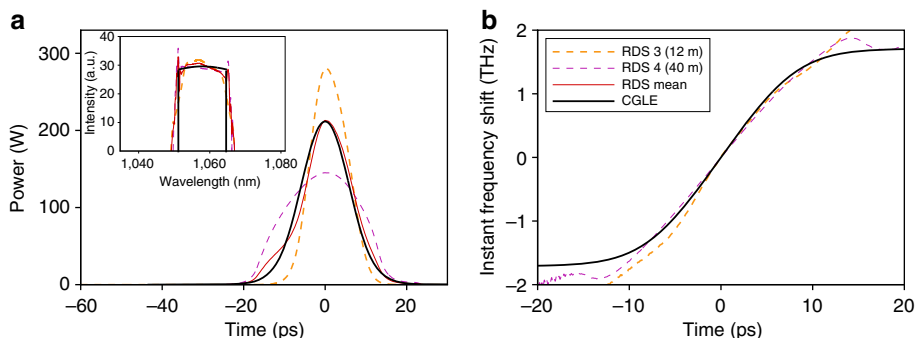 a
Power (W)
300
200
100
0
−60
−40
−20
0
20
Time (ps)
Intensity (a.u.)
40
30
20
10
0
1,040
1,060
1,080
Wavelength (nm)
b
Instant frequency shift (THz)
2
1
0
−1
−2
−20
−10
0
10
20
Time (ps)
RDS 3 (12 m)
RDS 4 (40 m)
RDS mean
CGLE